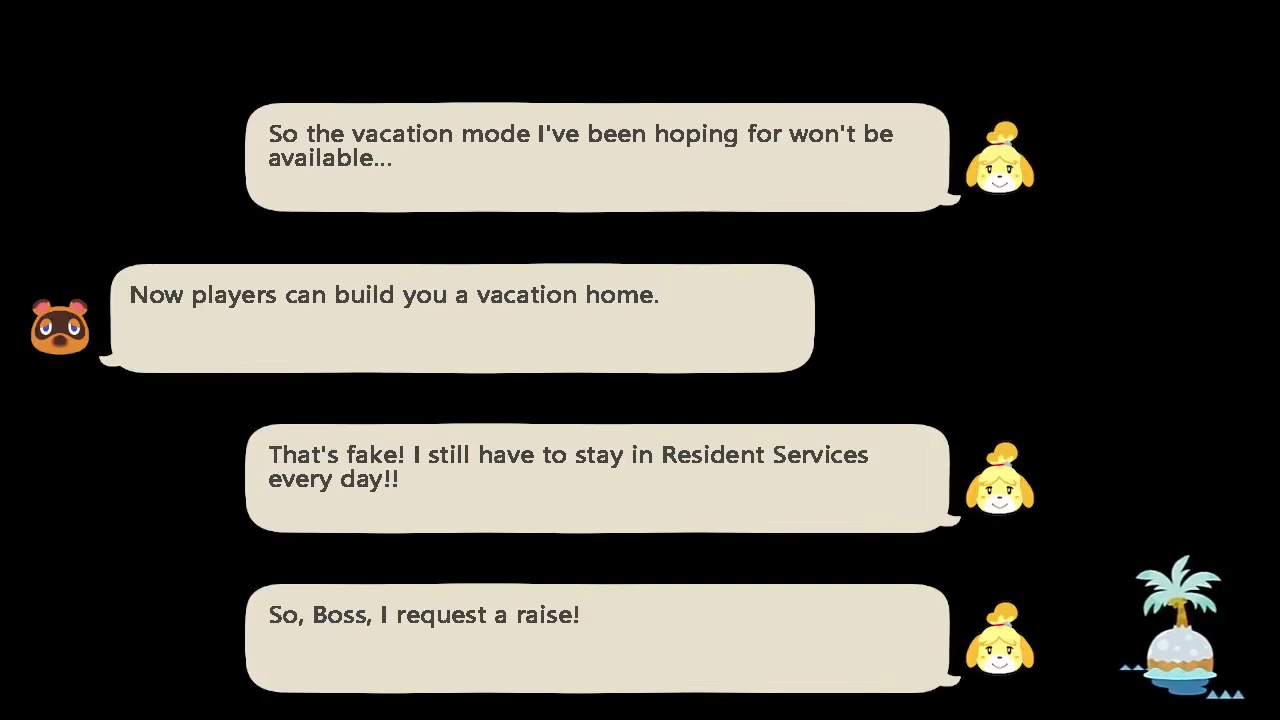 So the vacation mode I've been hoping for won't be
available...
Now players can build you a vacation home.
That's fake! I still have to stay in Resident Services
every day!!
So, Boss, I request a raise!